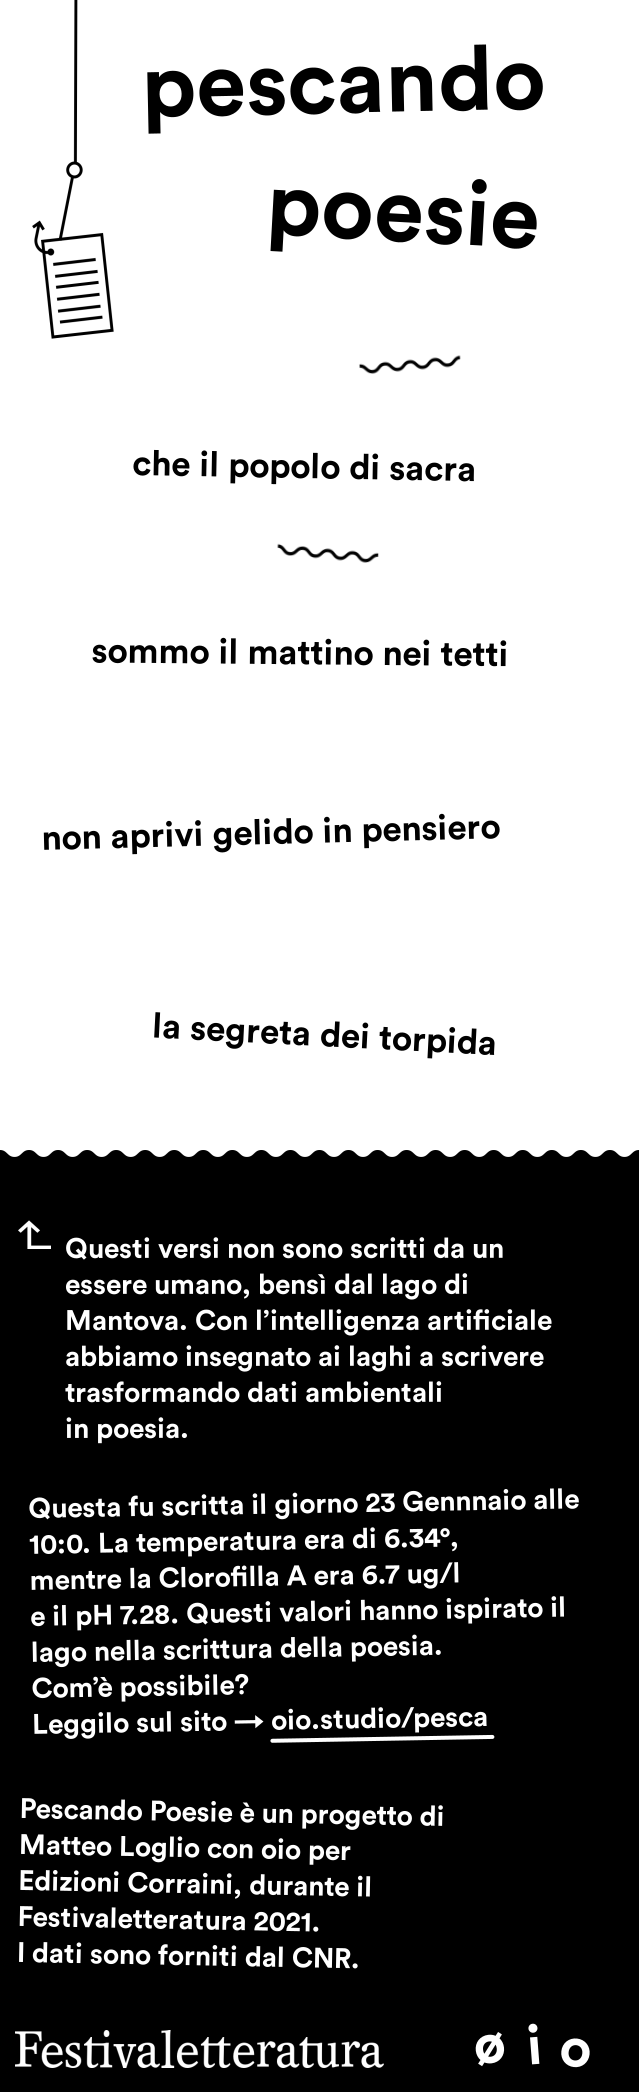 pescando
poesie
che il popolo di sacra
sommo il mattino nei tetti
non aprivi gelido in pensiero
la segreta dei torpida
Questi versi non sono scritti da un
essere umano, bensì dal lago di
Mantova. Con l’intelligenza artificiale
abbiamo insegnato ai laghi a scrivere
trasformando dati ambientali
in poesia.
Questa fu scritta il giorno 23 Gennnaio alle
10:0. La temperatura era di 6.34°,
mentre la Clorofilla A era 6.7 ug/l
e il pH 7.28. Questi valori hanno ispirato il
lago nella scrittura della poesia.
Com’è possibile?
Leggilo sul sito → oio.studio/pesca
Pescando Poesie è un progetto di
Matteo Loglio con oio per
Edizioni Corraini, durante il
Festivaletteratura 2021.
I dati sono forniti dal CNR.
Festivaletteratura øio